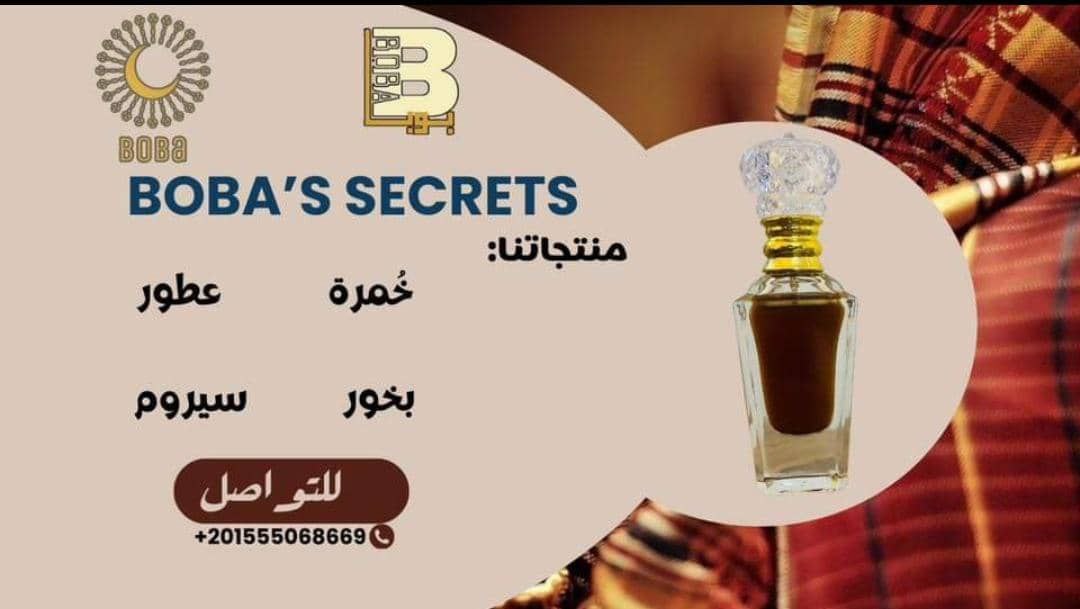 BOBA
BOBA
بوبا
BOBA'S SECRETS
منتجاتنا:
خُمرة
عطور
بخور
سيروم
للتواصل
+201555068669